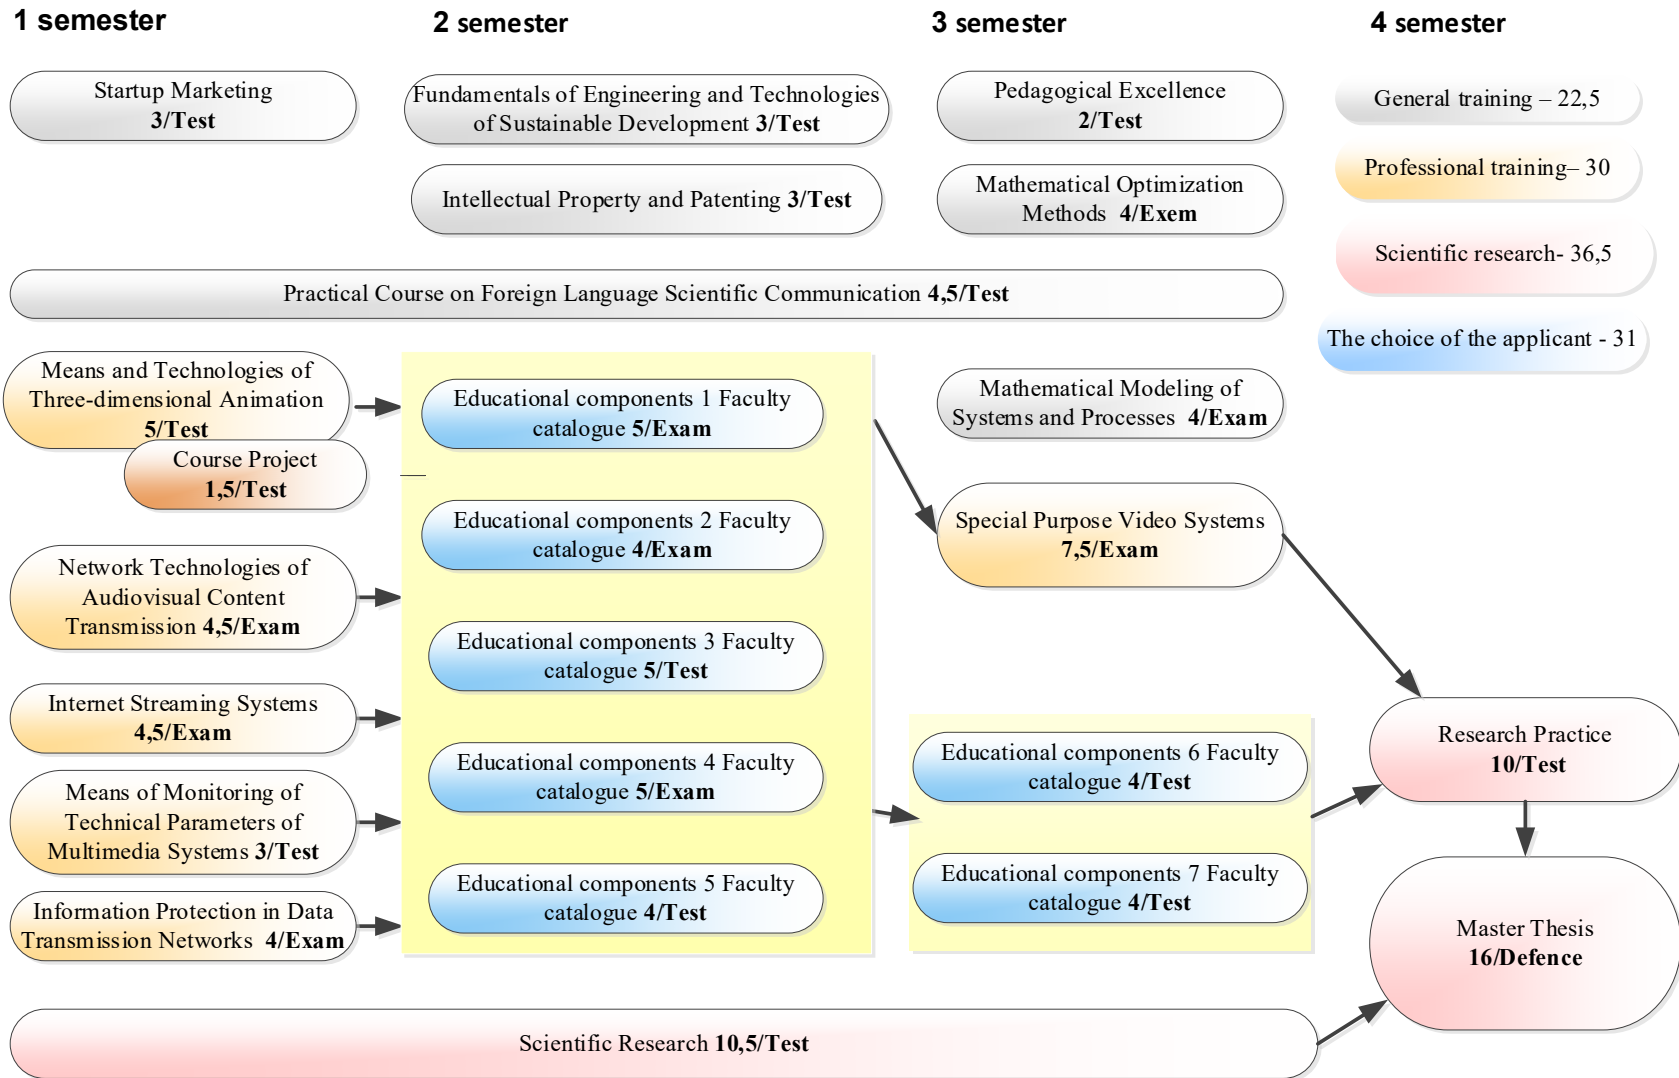 1 semester
Startup Marketing
3/Test
2 semester
Fundamentals of Engineering and Technologies
of Sustainable Development 3/Test
Intellectual Property and Patenting 3/Test
3 semester
Pedagogical Excellence
2/Test
Mathematical Optimization
Methods 4/Exem
4 semester
General training – 22,5
Professional training– 30
Scientific research- 36,5
The choice of the applicant - 31
Practical Course on Foreign Language Scientific Communication 4,5/Test
Means and Technologies of
Three-dimensional Animation
5/Test
Course Project
1,5/Test
Network Technologies of
Audiovisual Content
Transmission 4,5/Exam
Internet Streaming Systems
4,5/Exam
Means of Monitoring of
Technical Parameters of
Multimedia Systems 3/Test
Information Protection in Data
Transmission Networks 4/Exam
Educational components 1 Faculty
catalogue 5/Exam
Educational components 2 Faculty
catalogue 4/Exam
Educational components 3 Faculty
catalogue 5/Test
Educational components 4 Faculty
catalogue 5/Exam
Educational components 5 Faculty
catalogue 4/Test
Mathematical Modeling of
Systems and Processes 4/Exam
Special Purpose Video Systems
7,5/Exam
Educational components 6 Faculty
catalogue 4/Test
Educational components 7 Faculty
catalogue 4/Test
Research Practice
10/Test
Master Thesis
16/Defence
Scientific Research 10,5/Test